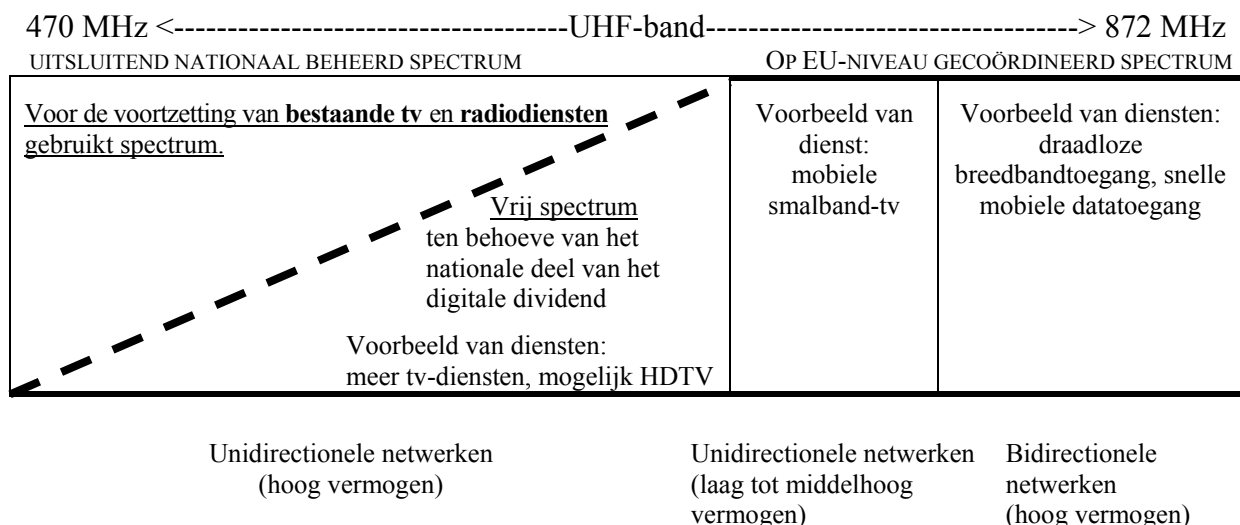 470 MHz <-------------------------------------UHF-band-----------------------------------> 872 MHz
UITSLUITEND NATIONAAL BEHEERD SPECTRUM
OP EU-NIVEAU GECOÖRDINEERD SPECTRUM
Voor de voortzetting van bestaande tv en radiodiensten
gebruikt spectrum.
Vrij spectrum
ten behoeve van het
nationale deel van het
digitale dividend
Voorbeeld van diensten:
meer tv-diensten, mogelijk HDTV
Voorbeeld van
dienst:
mobiele
smalband-tv
Voorbeeld van diensten:
draadloze
breedbandtoegang, snelle
mobiele datatoegang
Unidirectionele netwerken
(hoog vermogen)
Unidirectionele netwerken
(laag tot middelhoog
vermogen)
Bidirectionele
netwerken
(hoog vermogen)